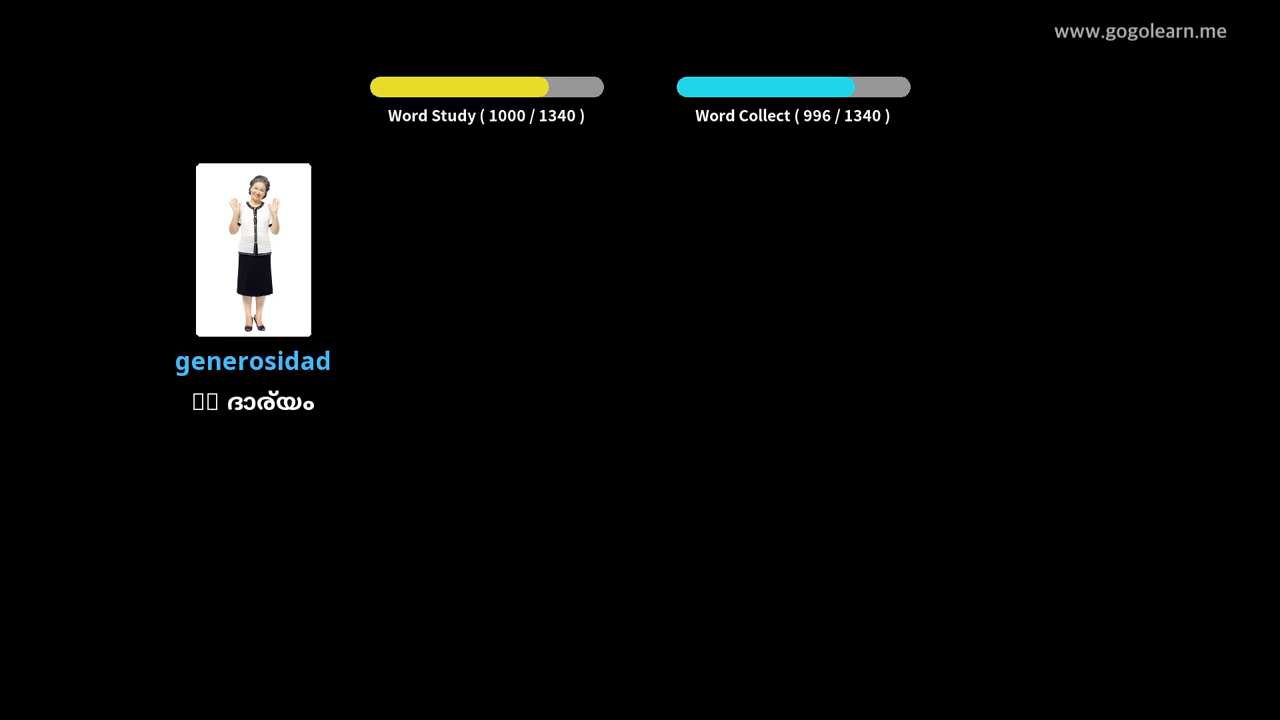 www.gogolearn.me
Word Study ( 1000 / 1340 )
Word Collect ( 996 / 1340 )
generosidad
ദാര്യം